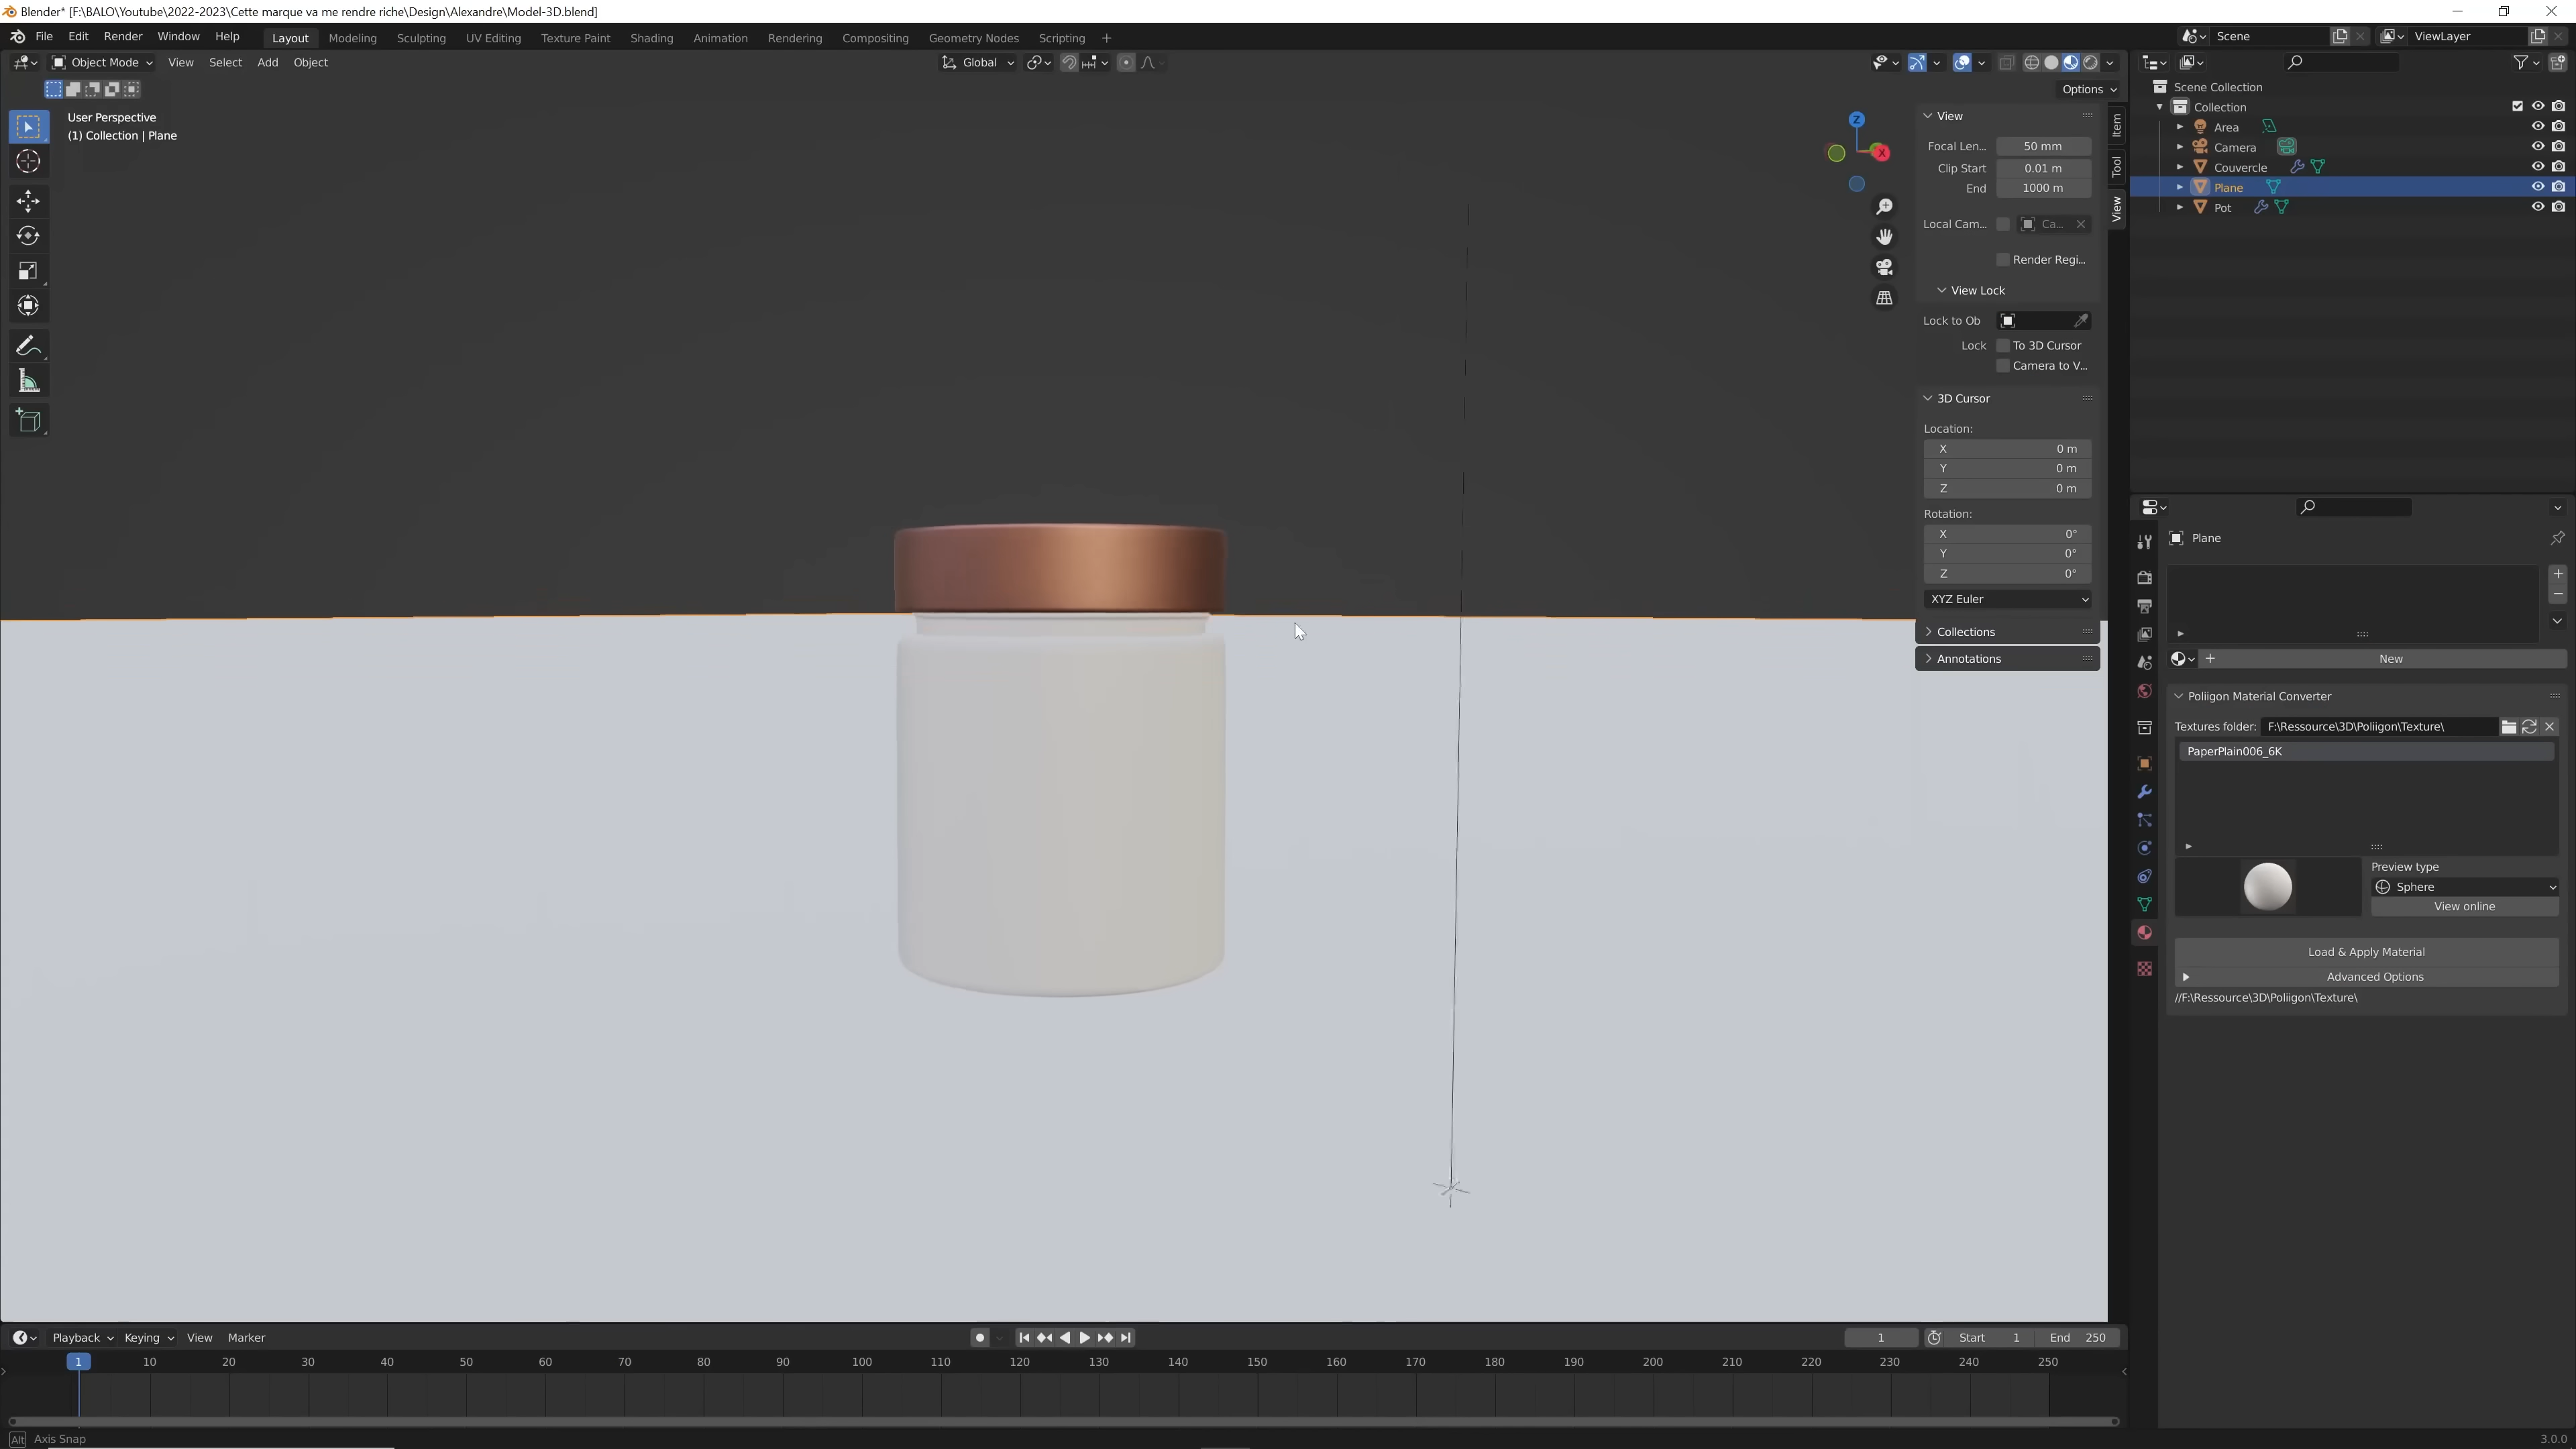 Blender* [F:\BALO\Youtube\2022-2023\Cette marque va me rendre riche\Design\Alexandre\Model-3D.blend]
File Edit Render Window Help Layout Modeling Sculpting UV Editing Texture Paint Shading Animation Rendering Compositing Geometry Nodes Scripting + Scene ViewLayer
Object Mode View Select Add Object Global
Options
User Perspective
(1) Collection | Plane
Z
X
View
Focal Len... 50 mm
Clip Start 0.01 m
End 1000 m
Local Cam... Ca...
Render Regi...
View Lock
Lock to Ob
Lock To 3D Cursor
Camera to V...
3D Cursor
Location:
X 0 m
Y 0 m
Z 0 m
Rotation:
X 0°
Y 0°
Z 0°
XYZ Euler
Collections
Annotations
Item
Tool
View
Scene Collection
Collection
Area
Camera
Couvercle
Plane
Pot
Plane
New
Poliigon Material Converter
Textures folder: F:\Ressource\3D\Poliigon\Texture\
PaperPlain006_6K
Preview type
Sphere
View online
Load & Apply Material
Advanced Options
//F:\Ressource\3D\Poliigon\Texture\
Playback Keying View Marker 1 Start 1 End 250
1 10 20 30 40 50 60 70 80 90 100 110 120 130 140 150 160 170 180 190 200 210 220 230 240 250
Alt Axis Snap
3.0.0